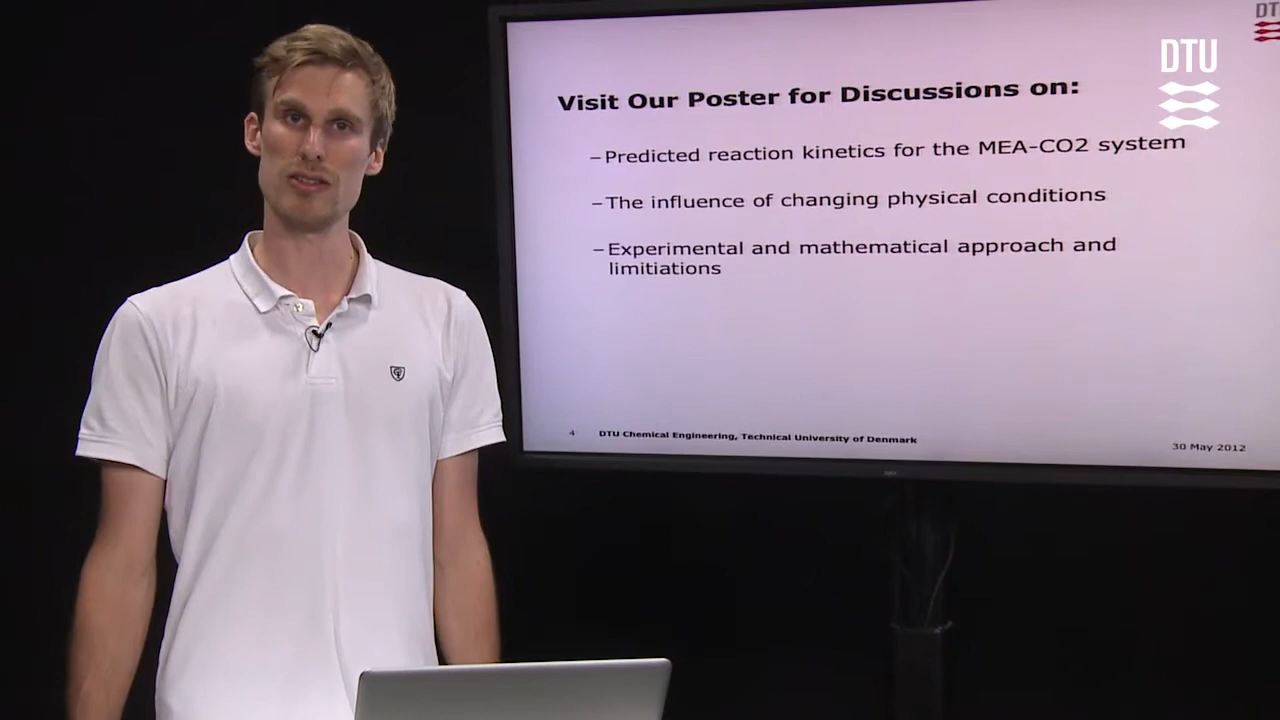 DT
DTU
Visit Our Poster for Discussions on:
–Predicted reaction kinetics for the MEA-CO2 system
–The influence of changing physical conditions
–Experimental and mathematical approach and
limitiations
4 DTU Chemical Engineering, Technical University of Denmark 30 May 2012